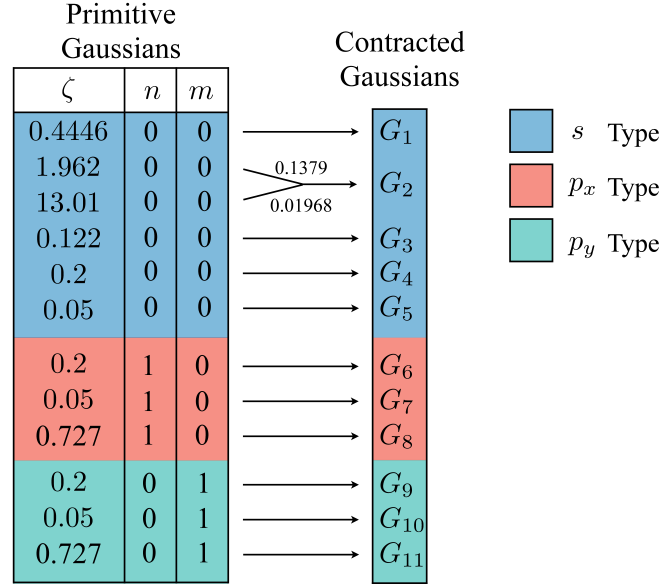 Primitive
Gaussians
Contracted
Gaussians
ζ n m
0.4446 0 0 G₁
1.962 0 0 0.1379
G₂
13.01 0 0 0.01968
0.122 0 0 G₃
0.2 0 0 G₄
0.05 0 0 G₅
0.2 1 0 G₆
0.05 1 0 G₇
0.727 1 0 G₈
0.2 0 1 G₉
0.05 0 1 G₁₀
0.727 0 1 G₁₁
s Type
pₓ Type
p_y Type